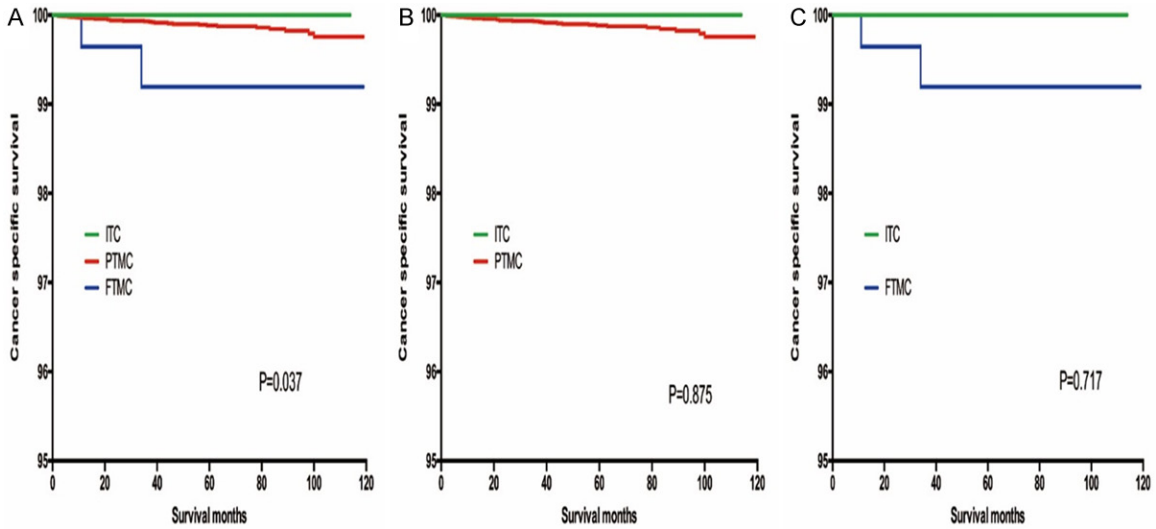 A
Cancer specific survival
100
99
98
97
96
95
ITC
PTMC
FTMC
P=0.037
0 20 40 60 80 100 120
Survival months
B
Cancer specific survival
100
99
98
97
96
95
ITC
PTMC
P=0.875
0 20 40 60 80 100 120
Survival months
C
Cancer specific survival
100
99
98
97
96
95
ITC
FTMC
P=0.717
0 20 40 60 80 100 120
Survival months